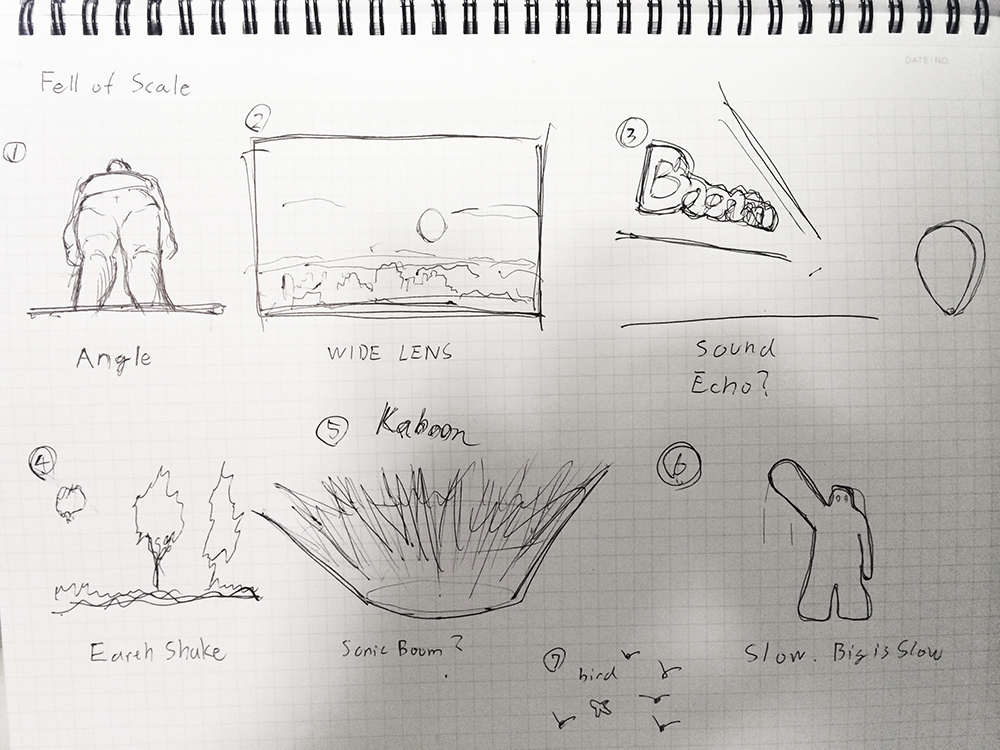 DATE/NO.
Fell of Scale
①
Angle
②
WIDE LENS
③
Sound
Echo?
④
Earth Shake
⑤ Kaboon
Sonic Boom?
⑥
Slow. Big is Slow
⑦ bird